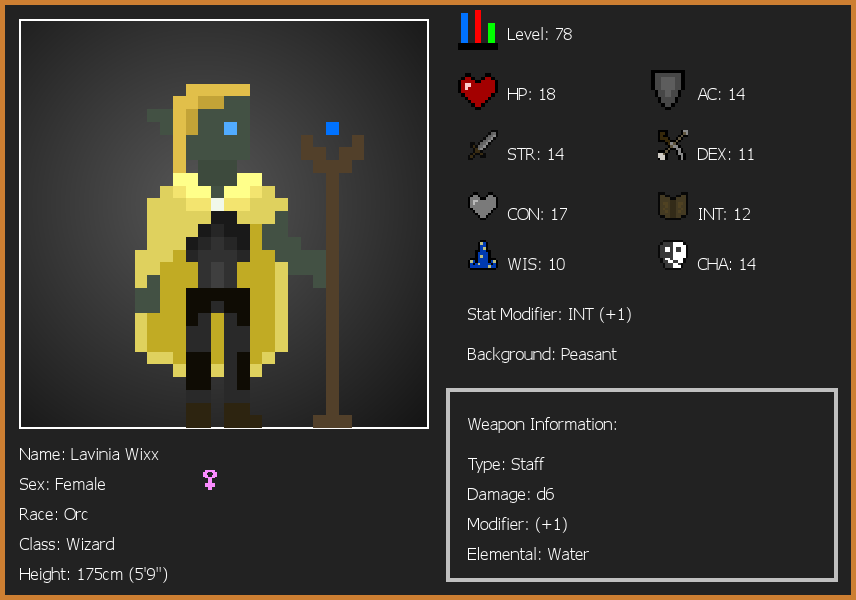 Level: 78
HP: 18
AC: 14
STR: 14
DEX: 11
CON: 17
INT: 12
WIS: 10
CHA: 14
Stat Modifier: INT (+1)
Background: Peasant
Weapon Information:
Type: Staff
Damage: d6
Modifier: (+1)
Elemental: Water
Name: Lavinia Wixx
Sex: Female
Race: Orc
Class: Wizard
Height: 175cm (5'9")